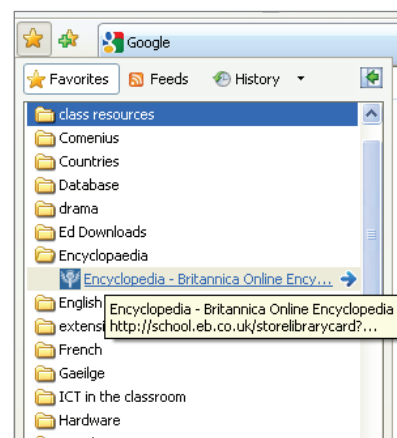 Google
Favorites Feeds History
class resources
Comenius
Countries
Database
drama
Ed Downloads
Encyclopaedia
Encyclopedia - Britannica Online Ency...
English
Encyclopedia - Britannica Online Encyclopedia
extensi
http://school.eb.co.uk/storelibrarycard?...
French
Gaeilge
ICT in the classroom
Hardware